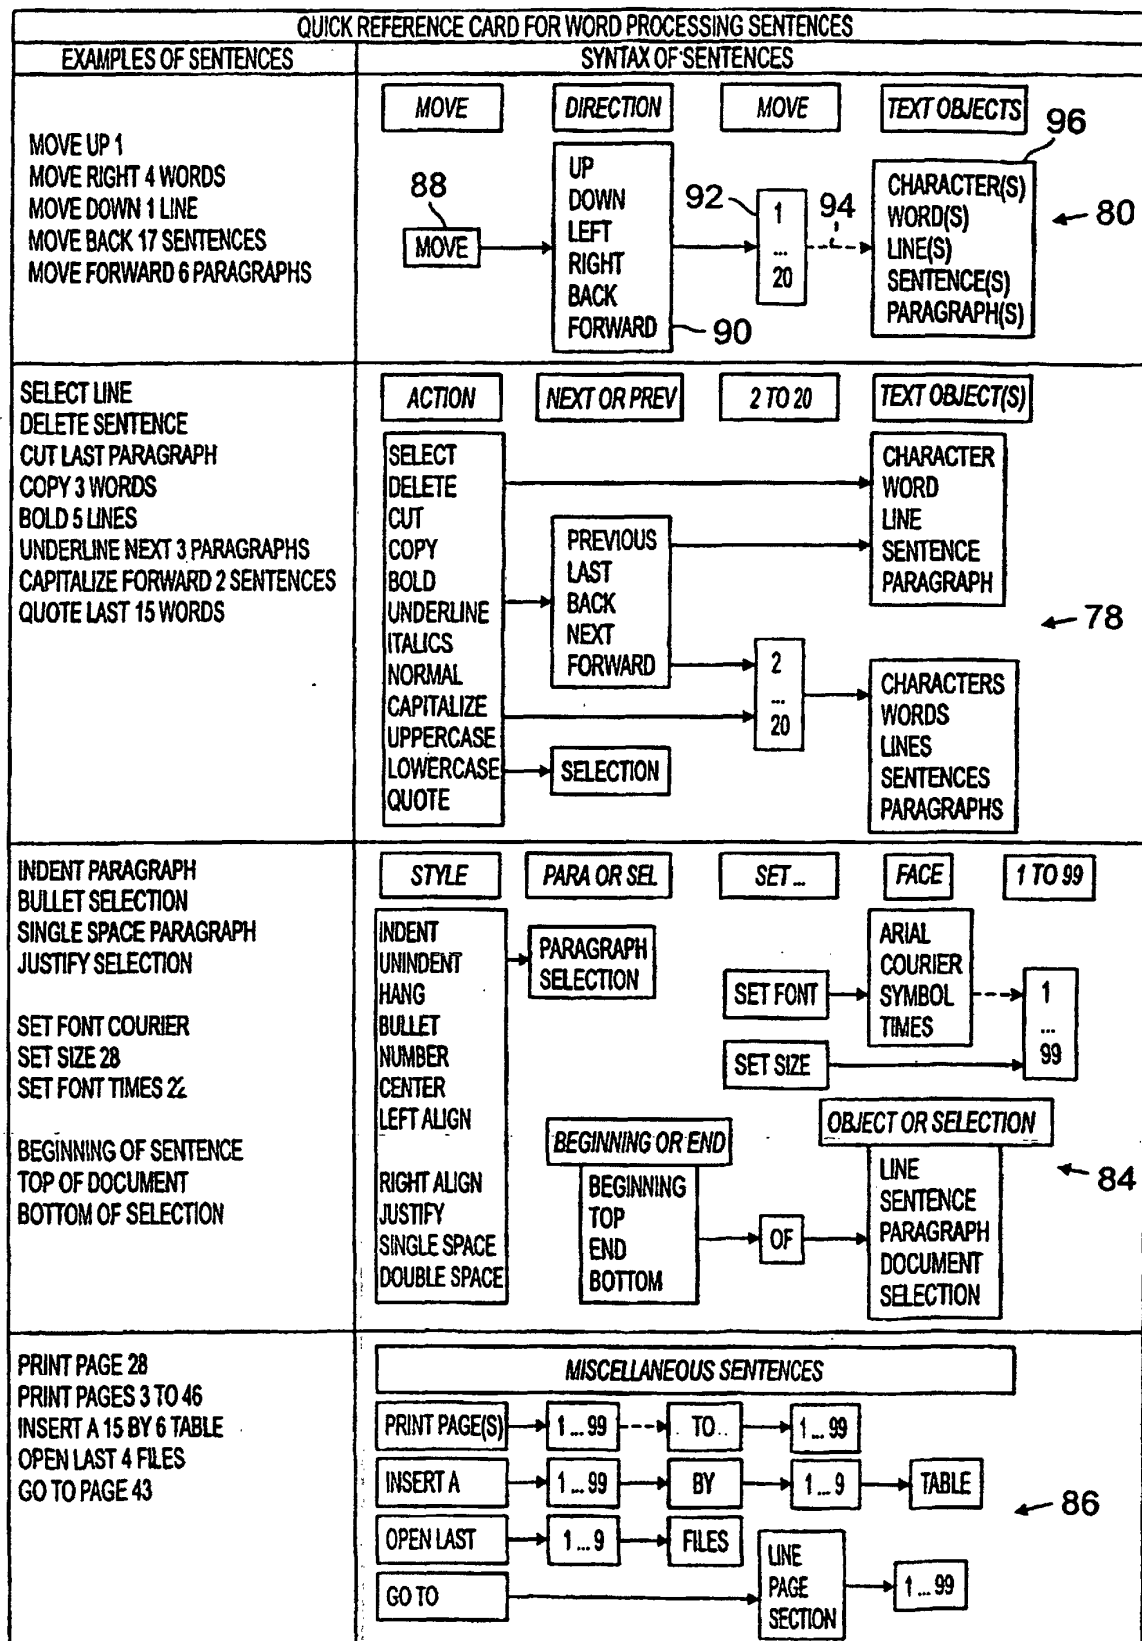 QUICK REFERENCE CARD FOR WORD PROCESSING SENTENCES
EXAMPLES OF SENTENCES
SYNTAX OF SENTENCES
MOVE UP 1
MOVE RIGHT 4 WORDS
MOVE DOWN 1 LINE
MOVE BACK 17 SENTENCES
MOVE FORWARD 6 PARAGRAPHS
MOVE
DIRECTION
MOVE
TEXT OBJECTS
88
MOVE
UP
DOWN
LEFT
RIGHT
BACK
FORWARD
90
92
1
...
20
94
96
CHARACTER(S)
WORD(S)
LINE(S)
SENTENCE(S)
PARAGRAPH(S)
80
SELECT LINE
DELETE SENTENCE
CUT LAST PARAGRAPH
COPY 3 WORDS
BOLD 5 LINES
UNDERLINE NEXT 3 PARAGRAPHS
CAPITALIZE FORWARD 2 SENTENCES
QUOTE LAST 15 WORDS
ACTION
NEXT OR PREV
2 TO 20
TEXT OBJECT(S)
SELECT
DELETE
CUT
COPY
BOLD
UNDERLINE
ITALICS
NORMAL
CAPITALIZE
UPPERCASE
LOWERCASE
QUOTE
PREVIOUS
LAST
BACK
NEXT
FORWARD
SELECTION
2
...
20
CHARACTER
WORD
LINE
SENTENCE
PARAGRAPH
78
CHARACTERS
WORDS
LINES
SENTENCES
PARAGRAPHS
INDENT PARAGRAPH
BULLET SELECTION
SINGLE SPACE PARAGRAPH
JUSTIFY SELECTION
SET FONT COURIER
SET SIZE 28
SET FONT TIMES 22
BEGINNING OF SENTENCE
TOP OF DOCUMENT
BOTTOM OF SELECTION
STYLE
PARA OR SEL
SET ...
FACE
1 TO 99
INDENT
UNINDENT
HANG
BULLET
NUMBER
CENTER
LEFT ALIGN
RIGHT ALIGN
JUSTIFY
SINGLE SPACE
DOUBLE SPACE
PARAGRAPH
SELECTION
SET FONT
SET SIZE
ARIAL
COURIER
SYMBOL
TIMES
1
...
99
BEGINNING OR END
BEGINNING
TOP
END
BOTTOM
OF
OBJECT OR SELECTION
LINE
SENTENCE
PARAGRAPH
DOCUMENT
SELECTION
84
PRINT PAGE 28
PRINT PAGES 3 TO 46
INSERT A 15 BY 6 TABLE
OPEN LAST 4 FILES
GO TO PAGE 43
MISCELLANEOUS SENTENCES
PRINT PAGE(S)
1 ... 99
TO
1 ... 99
INSERT A
1 ... 99
BY
1 ... 9
TABLE
OPEN LAST
1 ... 9
FILES
GO TO
LINE
PAGE
SECTION
1 ... 99
86